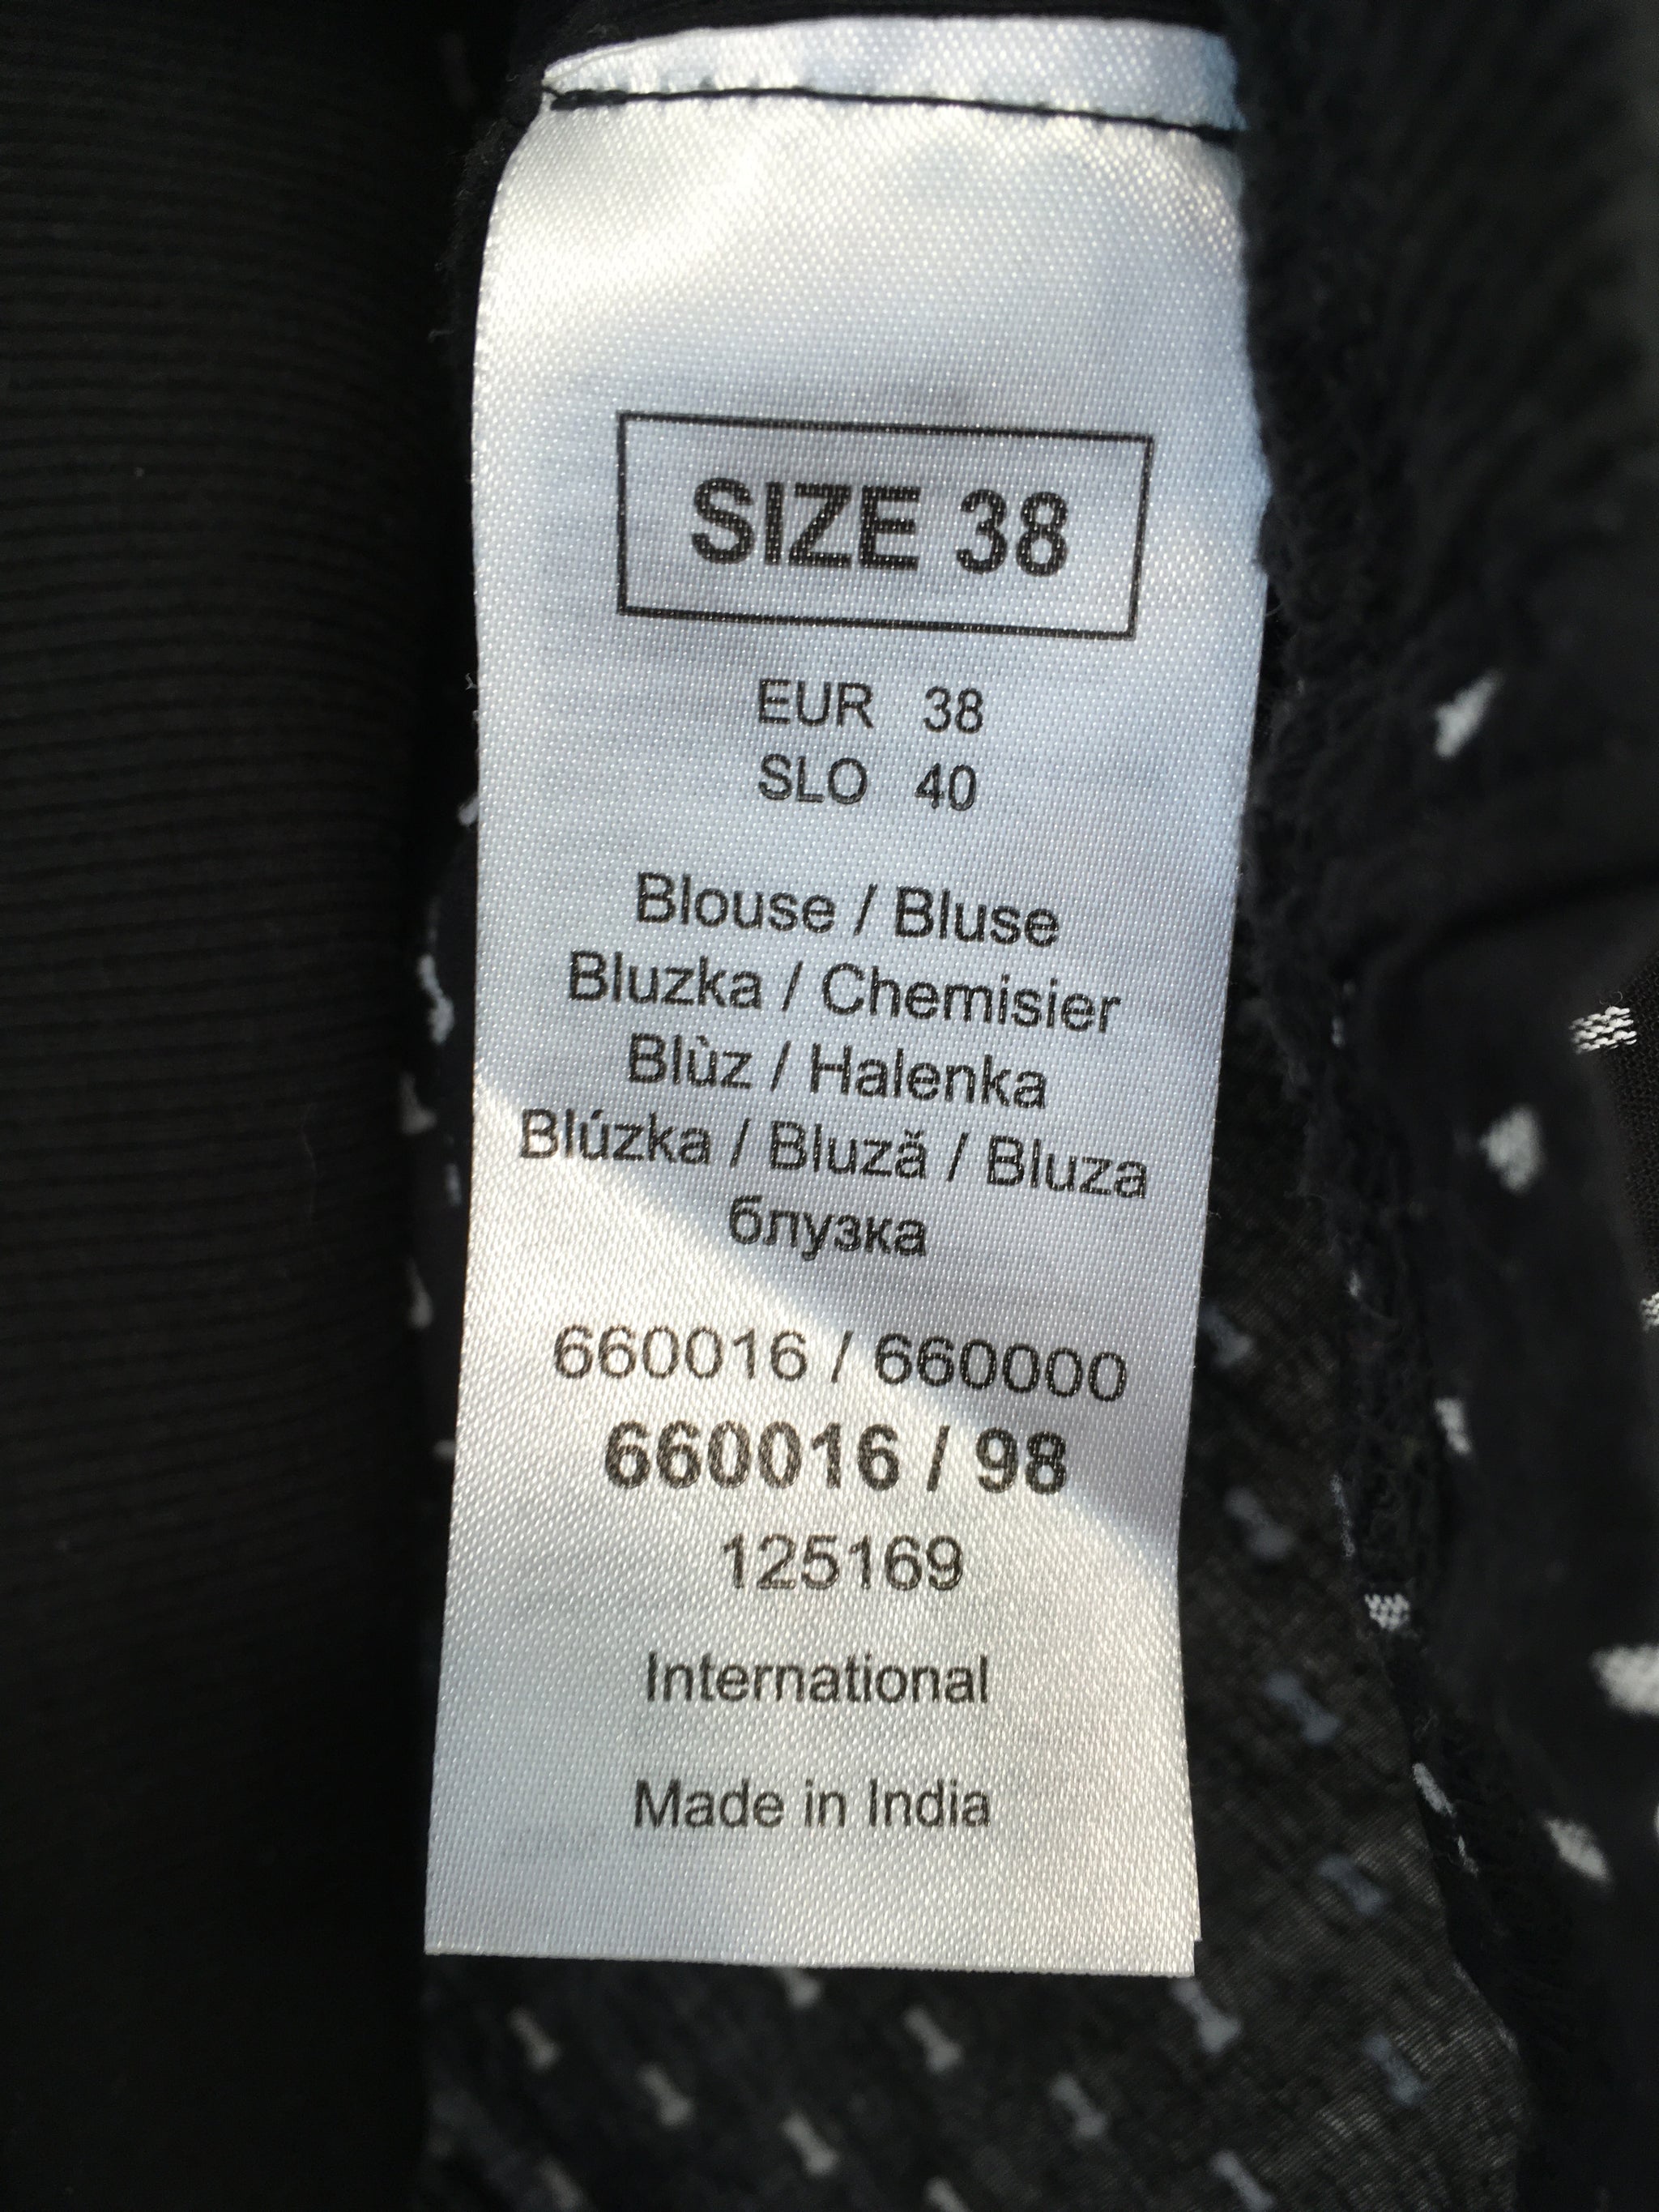 SIZE 38
EUR 38
SLO 40
Blouse / Bluse
Bluzka / Chemisier
Blùz / Halenka
Blúzka / Bluză / Bluza
блузка
660016 / 660000
660016 / 98
125169
International
Made in India